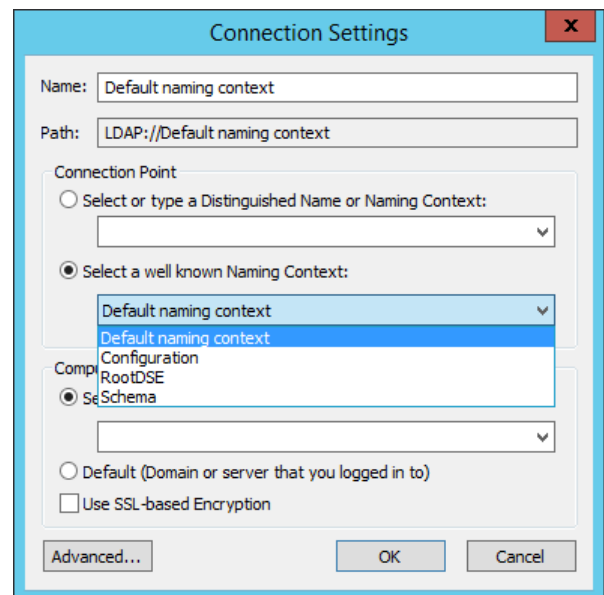 Connection Settings
x
Name: Default naming context
Path: LDAP://Default naming context
Connection Point
Select or type a Distinguished Name or Naming Context:
Select a well known Naming Context:
Default naming context
Default naming context
Configuration
RootDSE
Schema
Default (Domain or server that you logged in to)
Use SSL-based Encryption
Advanced...
OK
Cancel